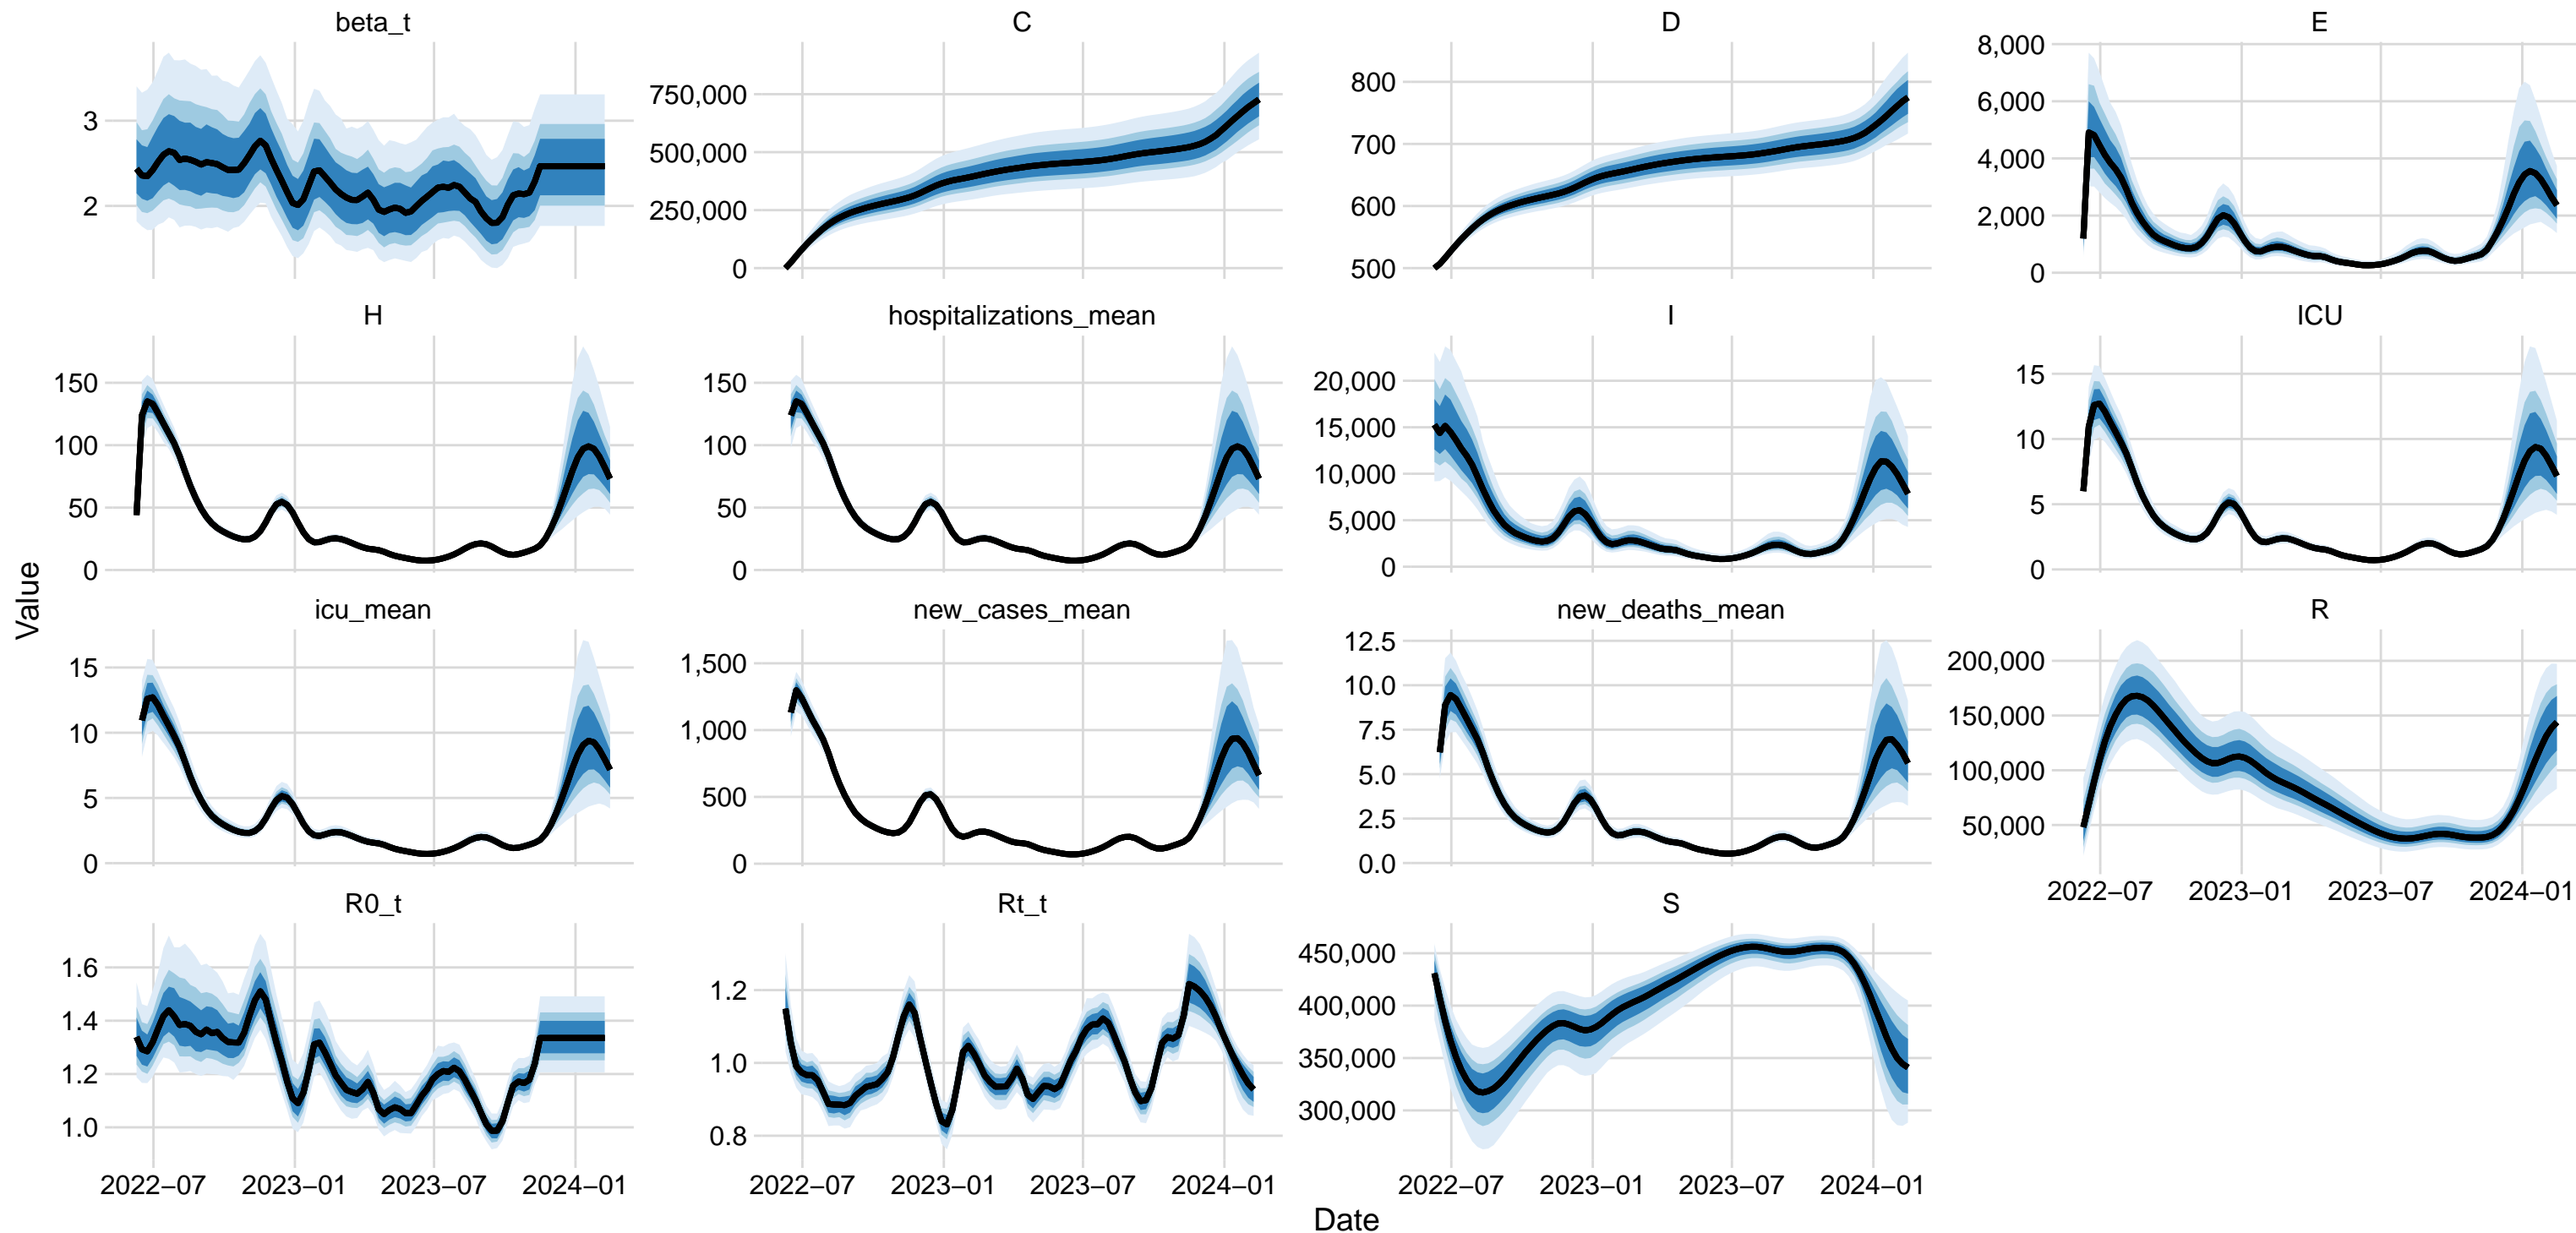 beta_t
C
D
E
3
2
750,000
500,000
250,000
0
800
700
600
500
8,000
6,000
4,000
2,000
0
H
hospitalizations_mean
I
ICU
150
100
50
0
150
100
50
0
20,000
15,000
10,000
5,000
0
15
10
5
0
Value
icu_mean
new_cases_mean
new_deaths_mean
R
15
10
5
0
1,500
1,000
500
0
12.5
10.0
7.5
5.0
2.5
0.0
200,000
150,000
100,000
50,000
2022−07 2023−01 2023−07 2024−01
R0_t
Rt_t
S
1.6
1.4
1.2
1.0
1.2
1.0
0.8
450,000
400,000
350,000
300,000
2022−07 2023−01 2023−07 2024−01
2022−07 2023−01 2023−07 2024−01
2022−07 2023−01 2023−07 2024−01
Date